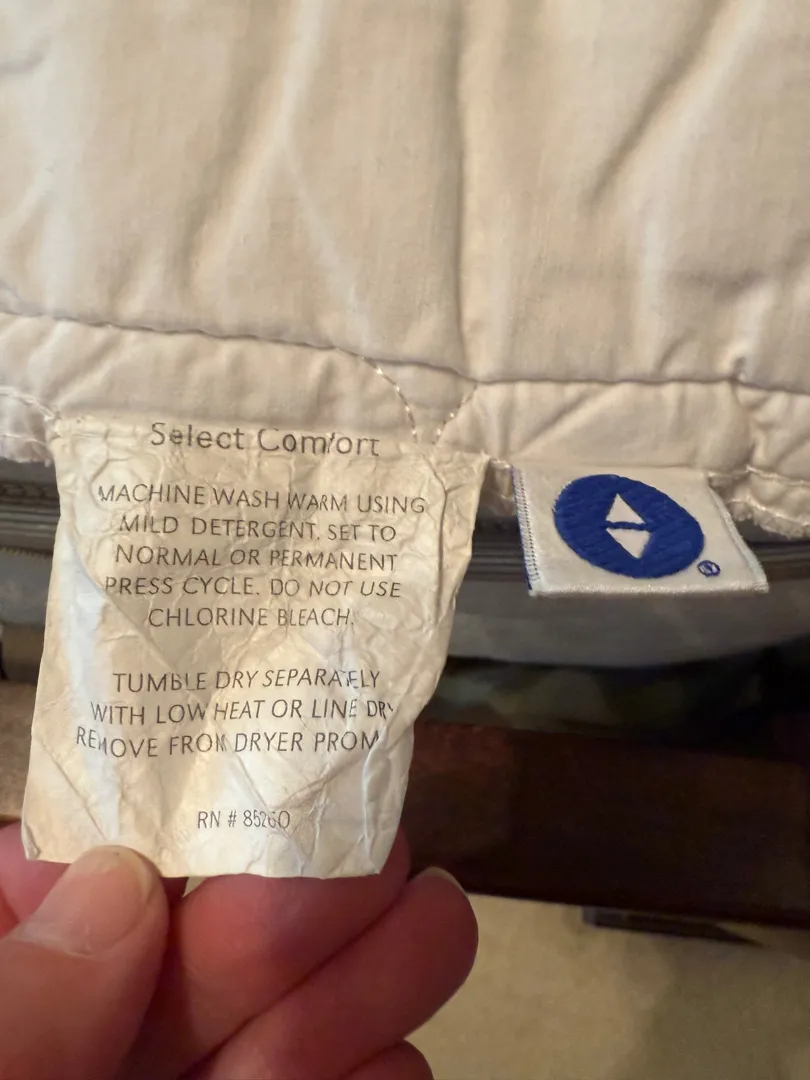 Select Comfort
MACHINE WASH WARM USING
MILD DETERGENT. SET TO
NORMAL OR PERMANENT
PRESS CYCLE. DO NOT USE
CHLORINE BLEACH.
TUMBLE DRY SEPARATELY
WITH LOW HEAT OR LINE DRY
REMOVE FROM DRYER PROM
RN # 85260
®